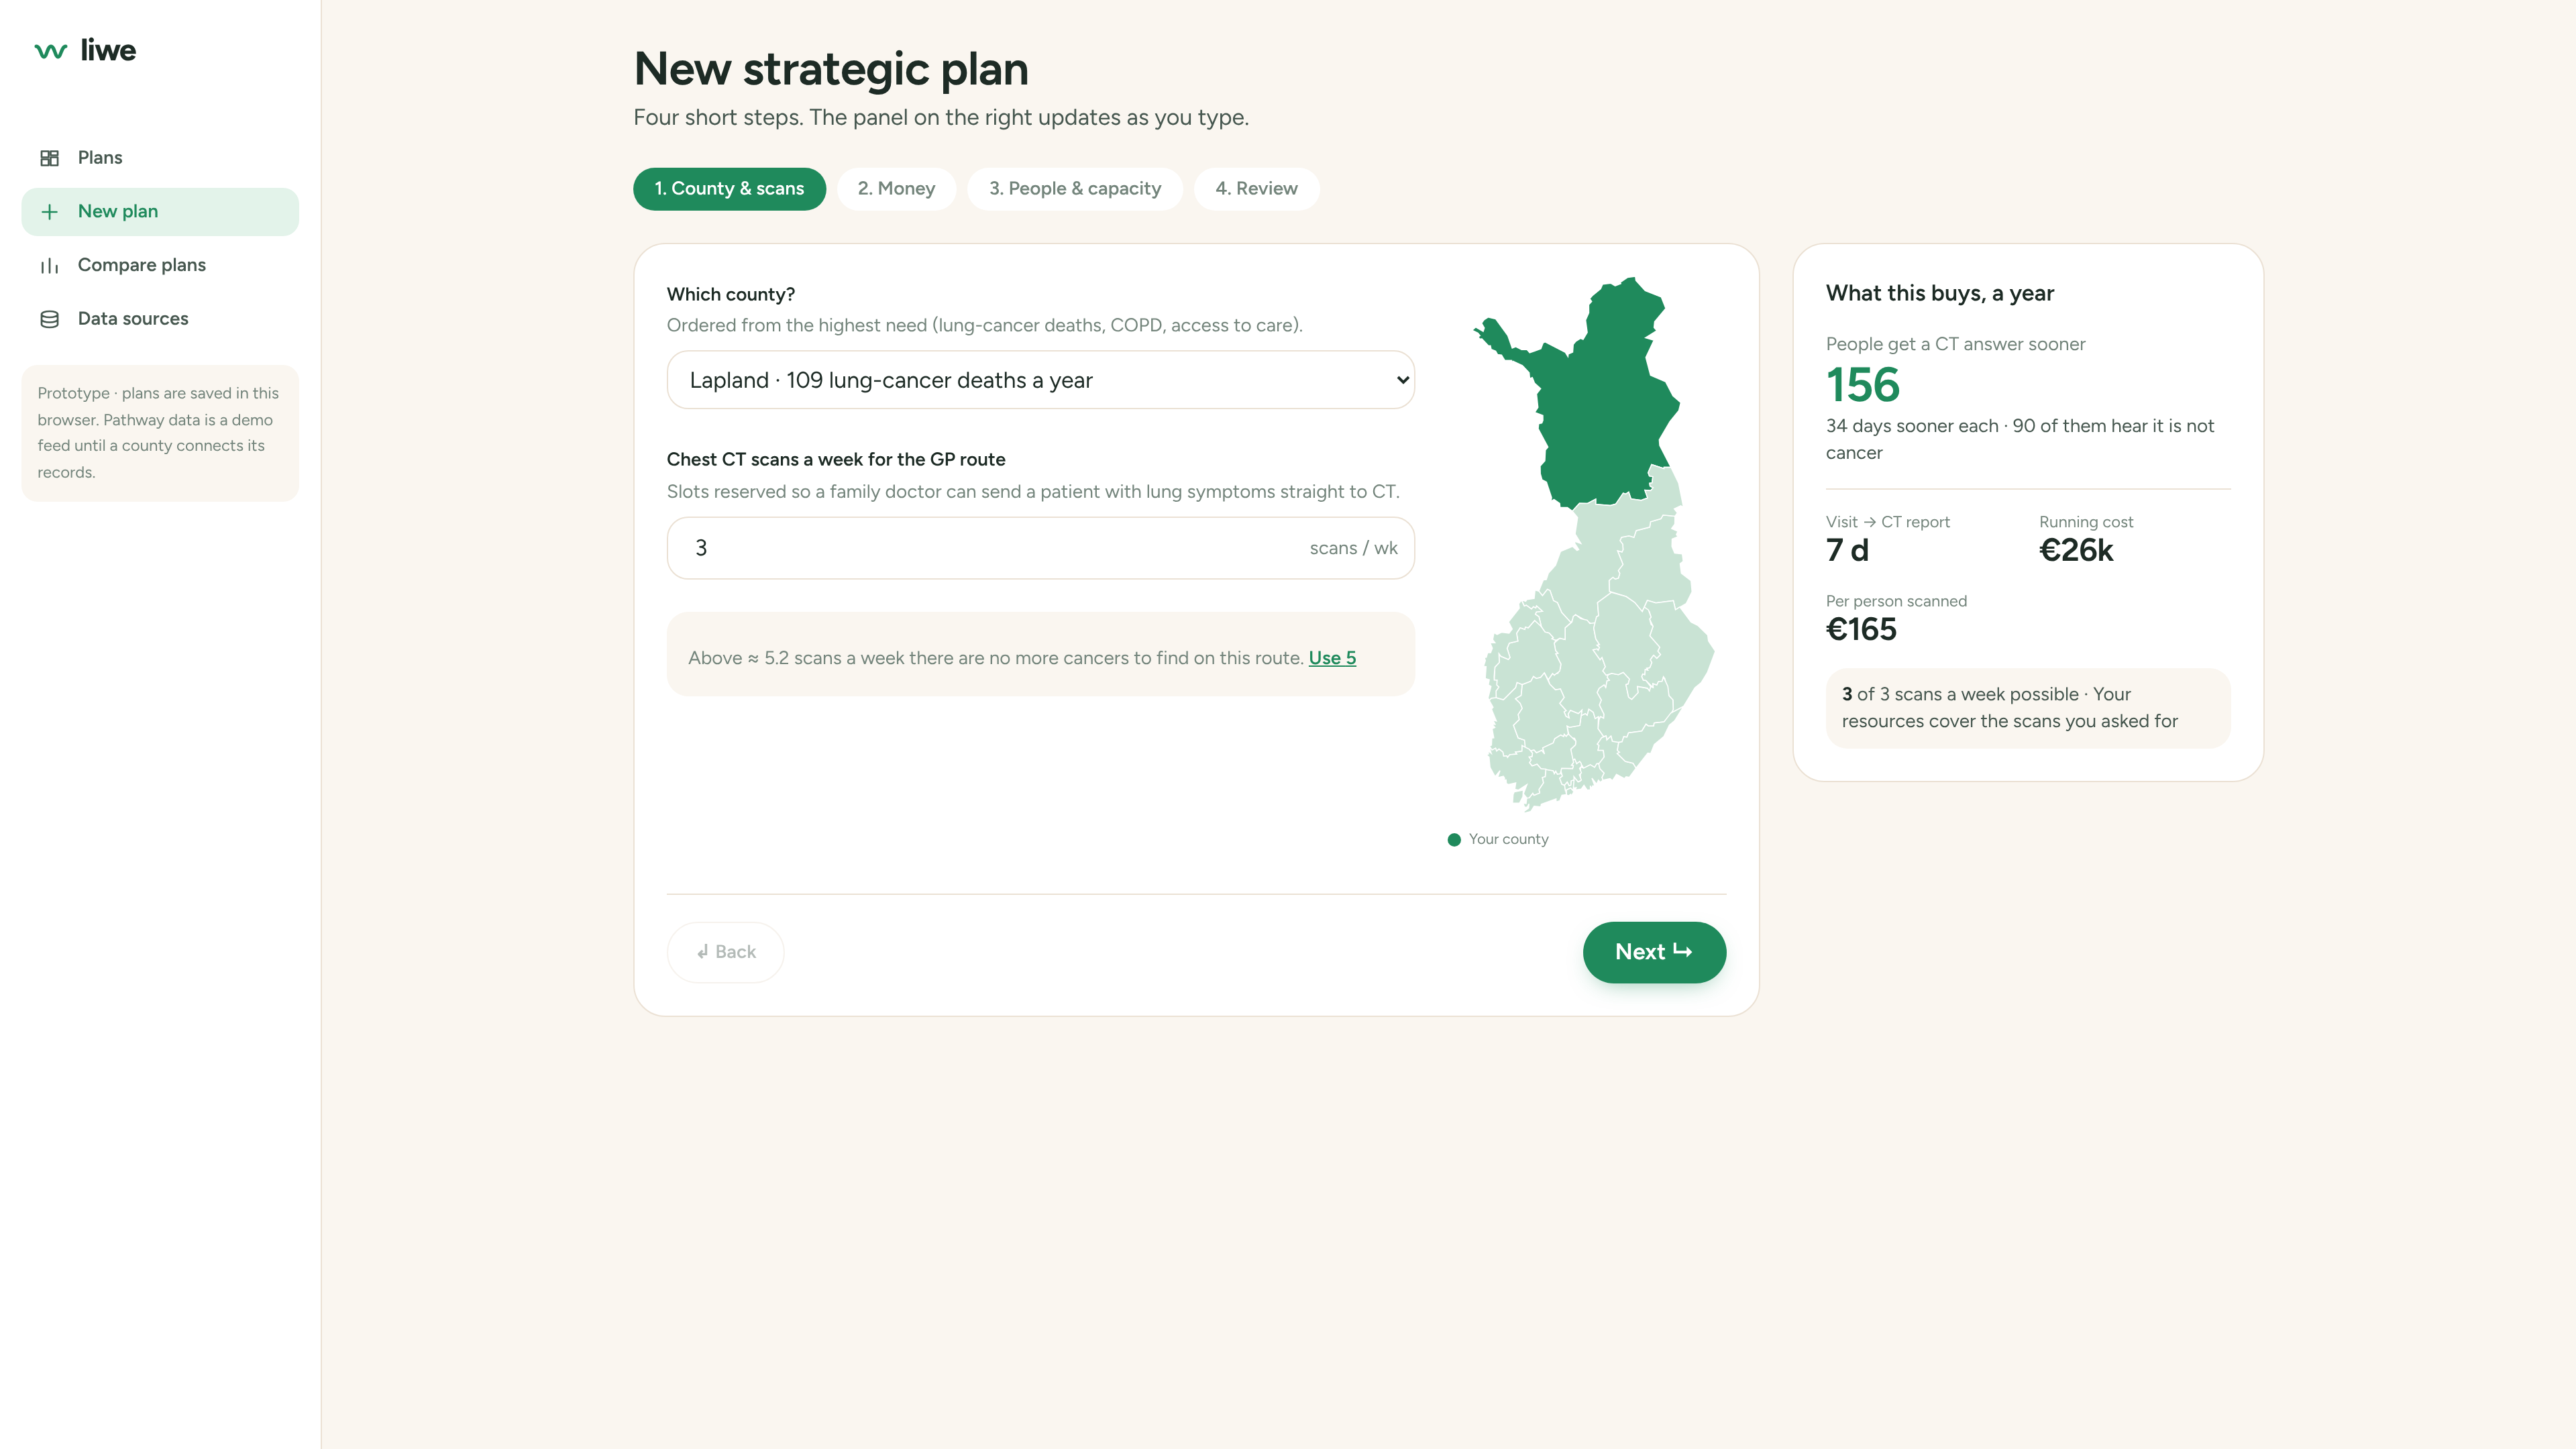 liwe
Plans
New plan
Compare plans
Data sources
Prototype · plans are saved in this
browser. Pathway data is a demo
feed until a county connects its
records.
New strategic plan
Four short steps. The panel on the right updates as you type.
1. County & scans
2. Money
3. People & capacity
4. Review
Which county?
Ordered from the highest need (lung-cancer deaths, COPD, access to care).
Lapland · 109 lung-cancer deaths a year
Chest CT scans a week for the GP route
Slots reserved so a family doctor can send a patient with lung symptoms straight to CT.
3 scans / wk
Above ≈ 5.2 scans a week there are no more cancers to find on this route. Use 5
Your county
↲ Back
Next ↳
What this buys, a year
People get a CT answer sooner
156
34 days sooner each · 90 of them hear it is not
cancer
Visit → CT report
7 d
Running cost
€26k
Per person scanned
€165
3 of 3 scans a week possible · Your
resources cover the scans you asked for